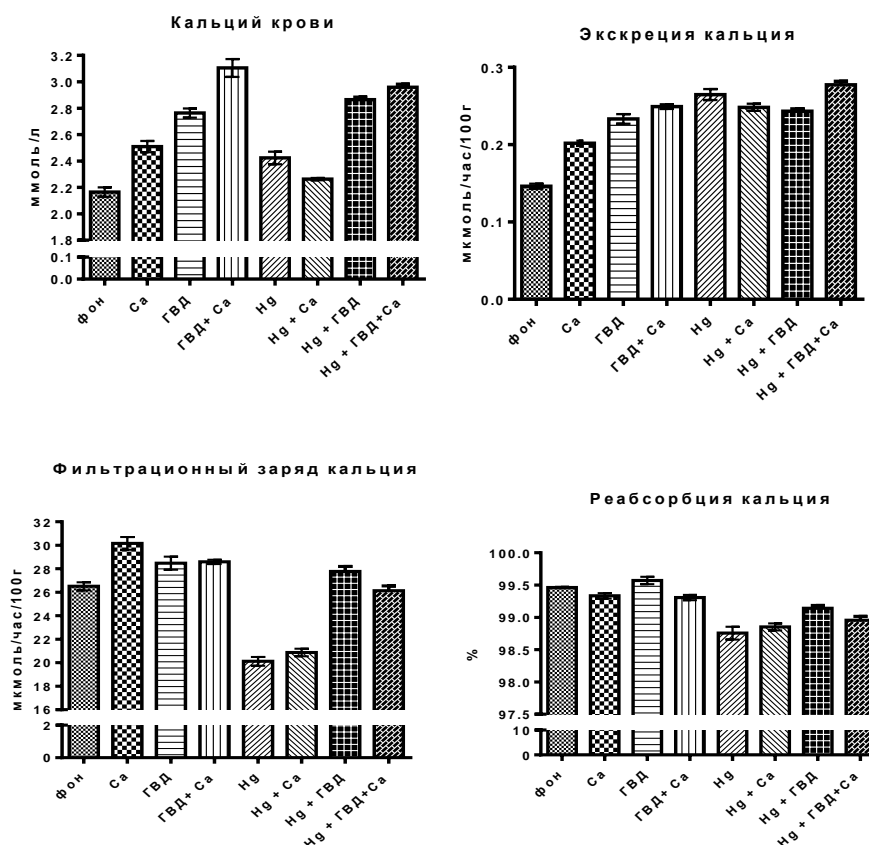 Кальций крови
ммоль/л
3.2
3.0
2.8
2.6
2.4
2.2
2.0
1.8
0.1
0.0
фон
Ca
ГВД
ГВД+ Ca
Hg
Hg + Ca
Hg + ГВД
Hg + ГВД+Ca
Экскреция кальция
мкмоль/час/100г
0.3
0.2
0.1
0.0
фон
Ca
ГВД
ГВД+ Ca
Hg
Hg + Ca
Hg + ГВД
Hg + ГВД+Ca
Фильтрационный заряд кальция
мкмоль/час/100г
32
30
28
26
24
22
20
18
16
2
0
фон
Ca
ГВД
ГВД+ Ca
Hg
Hg + Ca
Hg + ГВД
Hg + ГВД+Ca
Реабсорбция кальция
%
100.0
99.5
99.0
98.5
98.0
97.5
10
0
фон
Ca
ГВД
ГВД+ Ca
Hg
Hg + Ca
Hg + ГВД
Hg + ГВД+Ca